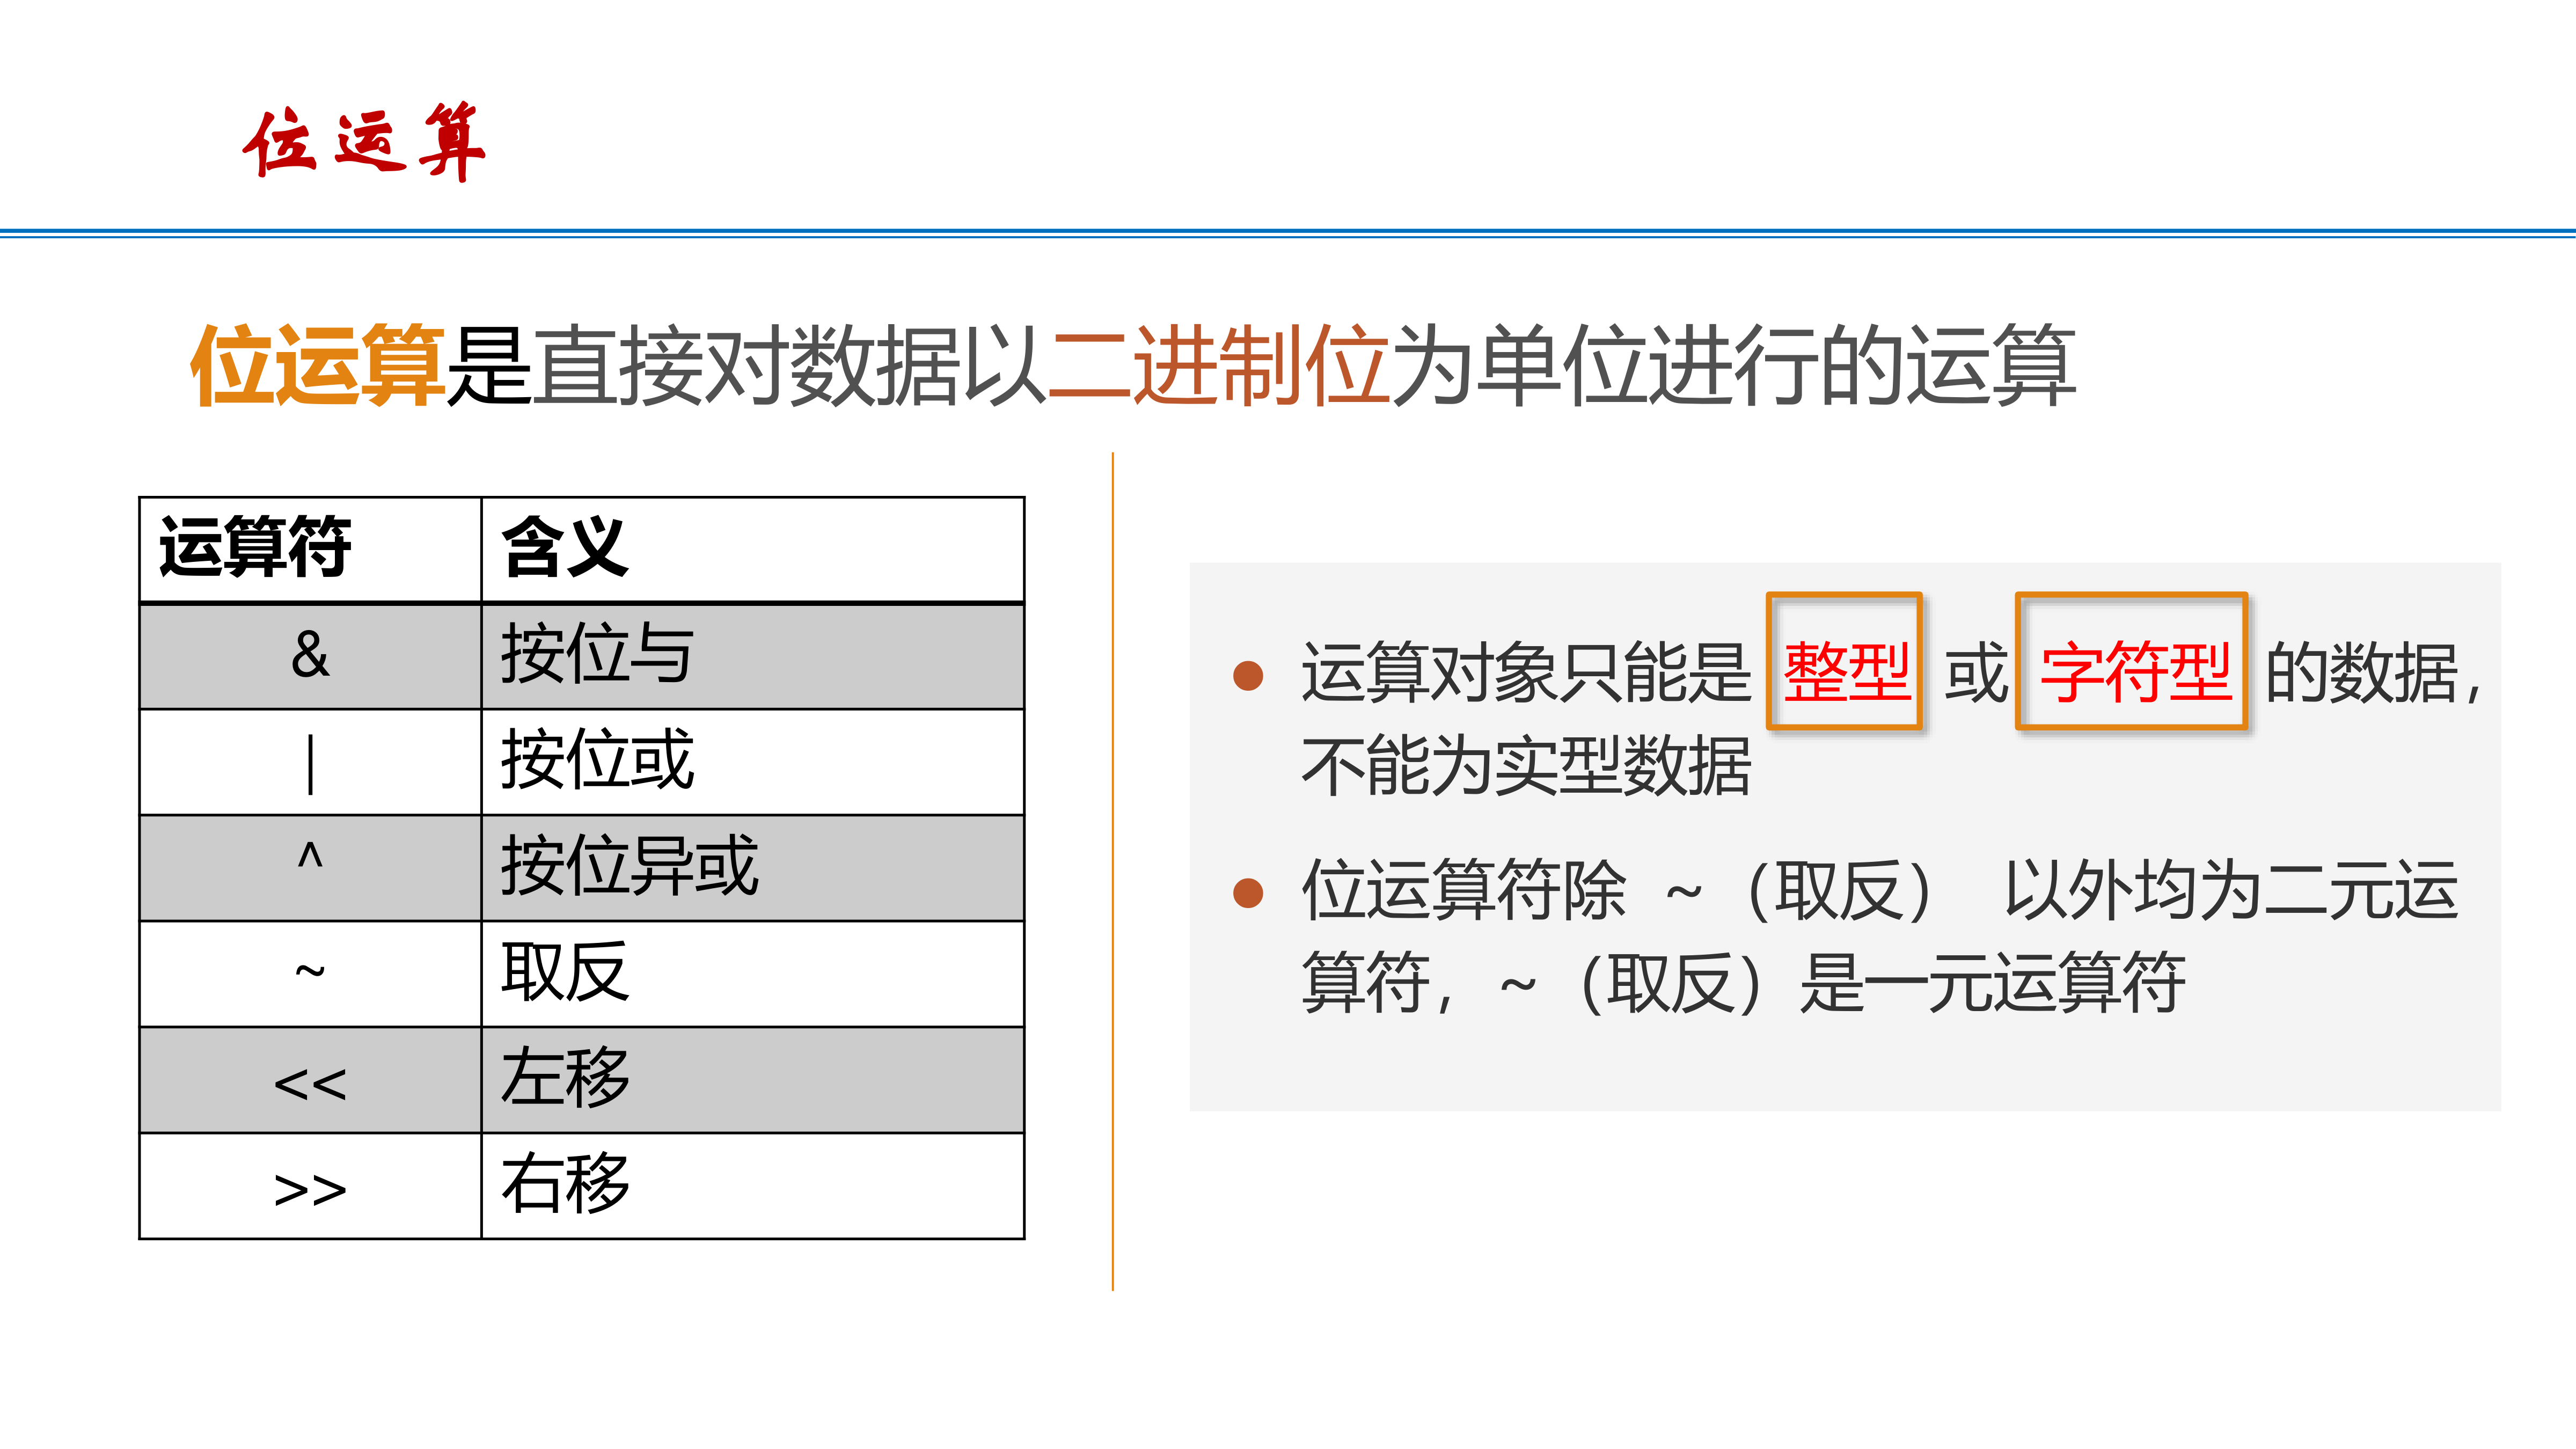 位运算
位运算是直接对数据以二进制位为单位进行的运算
运算符 含义
& 按位与
| 按位或
^ 按位异或
~ 取反
<< 左移
>> 右移
运算对象只能是 整型 或 字符型 的数据，
不能为实型数据
位运算符除 ~（取反） 以外均为二元运
算符，~（取反）是一元运算符